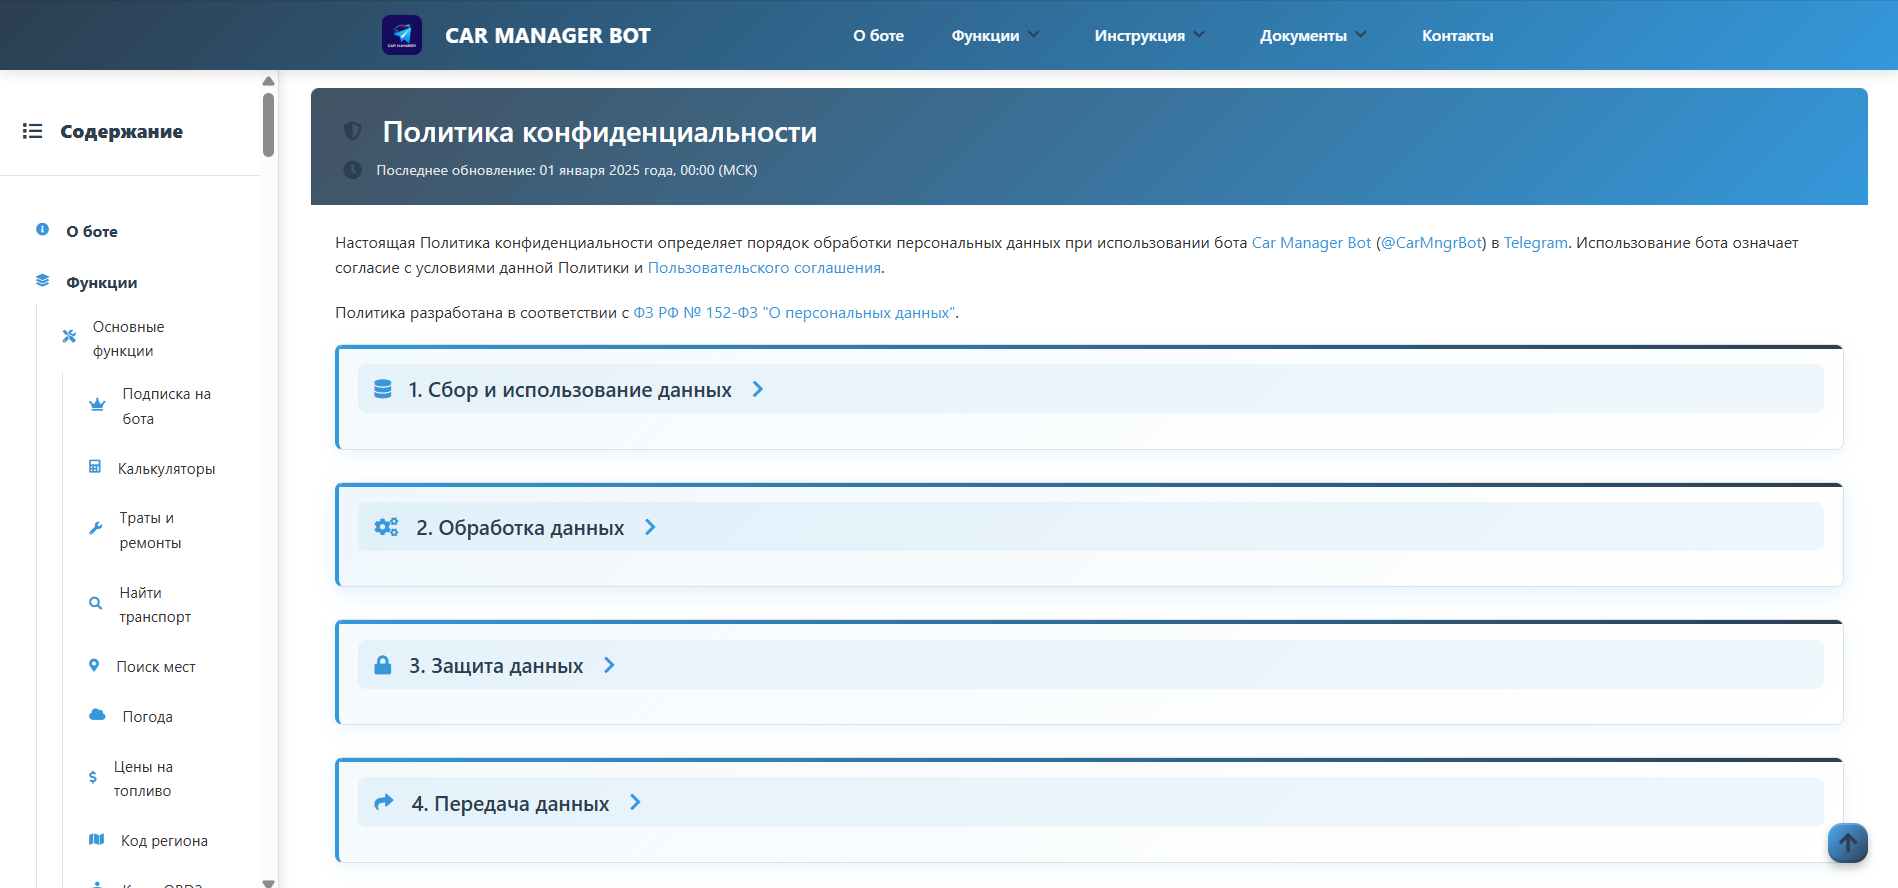 CAR MANAGER
CAR MANAGER BOT
О боте
Функции
Инструкция
Документы
Контакты
Содержание
О боте
Функции
Основные
функции
Подписка на
бота
Калькуляторы
Траты и
ремонты
Найти
транспорт
Поиск мест
Погода
Цены на
топливо
Код региона
Политика конфиденциальности
Последнее обновление: 01 января 2025 года, 00:00 (МСК)
Настоящая Политика конфиденциальности определяет порядок обработки персональных данных при использовании бота Car Manager Bot (@CarMngrBot) в Telegram. Использование бота означает
согласие с условиями данной Политики и Пользовательского соглашения.
Политика разработана в соответствии с ФЗ РФ № 152-ФЗ "О персональных данных".
1. Сбор и использование данных
2. Обработка данных
3. Защита данных
4. Передача данных